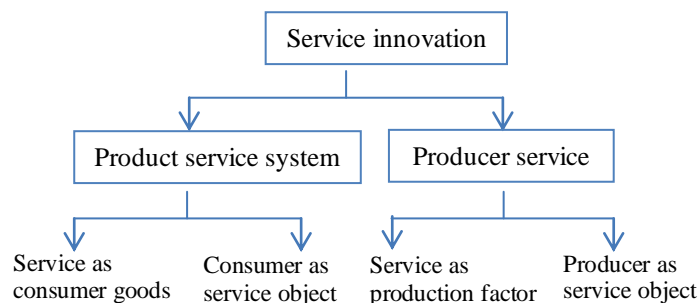 Service innovation
Product service system
Producer service
Service as
consumer goods
Consumer as
service object
Service as
production factor
Producer as
service object